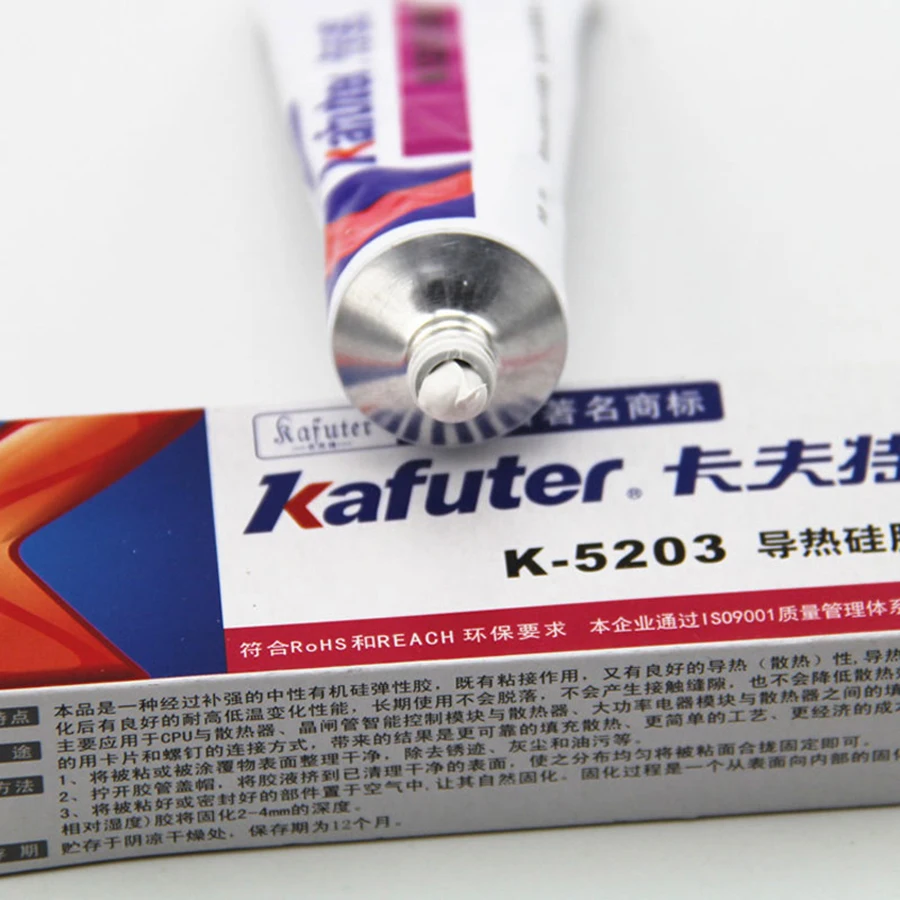 Kafuter
Kafuter
著名商标
Kafuter® 卡夫特
K-5203 导热硅胶
符合RoHS和REACH 环保要求 本企业通过ISO9001质量管理体系
特点 本品是一种经过补强的中性有机硅弹性胶，既有粘接作用，又有良好的导热（散热）性,导热
化后有良好的耐高低温变化性能，长期使用不会脱落，不会产生接触缝隙，也不会降低散热
途 主要应用于CPU与散热器、晶闸管智能控制模块与散热器、大功率电器模块与散热器之间的填
的用卡片和螺钉的连接方式，带来的结果是更可靠的填充散热、更简单的工艺、更经济的成
方法 1、将被粘或被涂覆物表面整理干净，除去锈迹、灰尘和油污等。
2、拧开胶管盖帽，将胶液挤到已清理干净的表面，使之分布均匀将被粘面合拢固定即可。
3、将被粘好或密封好的部件置于空气中,让其自然固化。固化过程是一个从表面向内部的固
相对湿度)胶将固化2-4mm的深度。
期 贮存于阴凉干燥处，保存期为12个月。